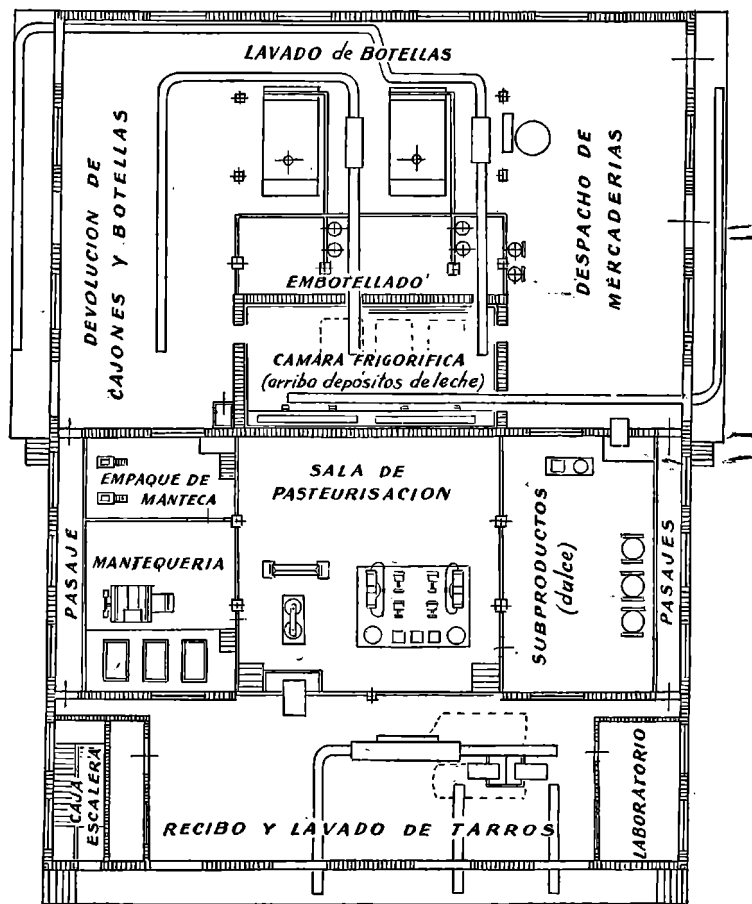 LAVADO de BOTELLAS
DEVOLUCION DE
CAJONES Y BOTELLAS
DESPACHO DE
MERCADERIAS
EMBOTELLADO
CAMARA FRIGORIFICA
(arriba depósitos de leche)
EMPAQUE DE
MANTECA
SALA DE
PASTEURISACION
PASAJE
MANTEQUERIA
SUBPRODUCTOS
(dulce)
PASAJES
CAJA
ESCALERA
RECIBO Y LAVADO DE TARROS
LABORATORIO